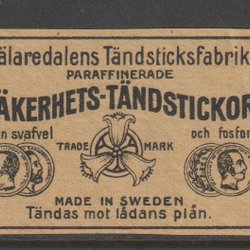 älaredalens Tändsticksfabrik
PARAFFINERADE
ÄKERHETS-TÄNDSTICKOR
n svafvel och fosfor
TRADE MARK
MADE IN SWEDEN
Tändas mot lådans plån.